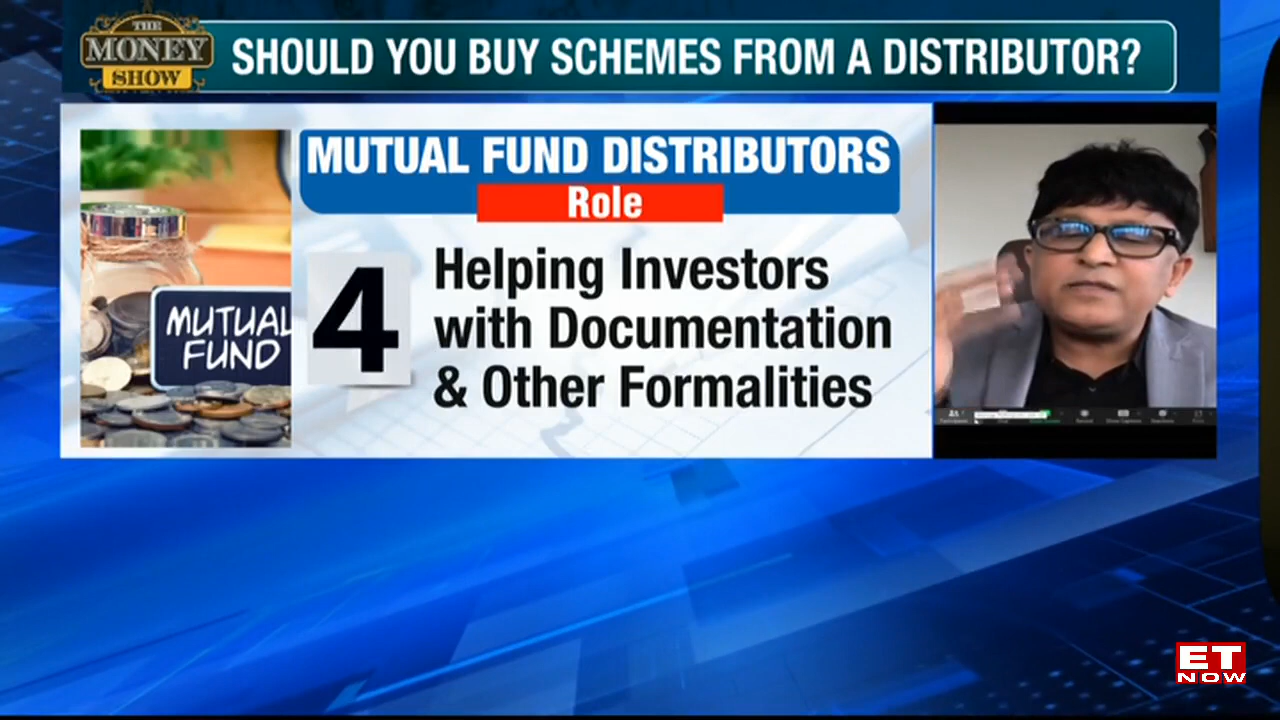 THE
MONEY
SHOW
SHOULD YOU BUY SCHEMES FROM A DISTRIBUTOR?
MUTUAL FUND DISTRIBUTORS
Role
MUTUAL
FUND
4
Helping Investors
with Documentation
& Other Formalities
ET
NOW